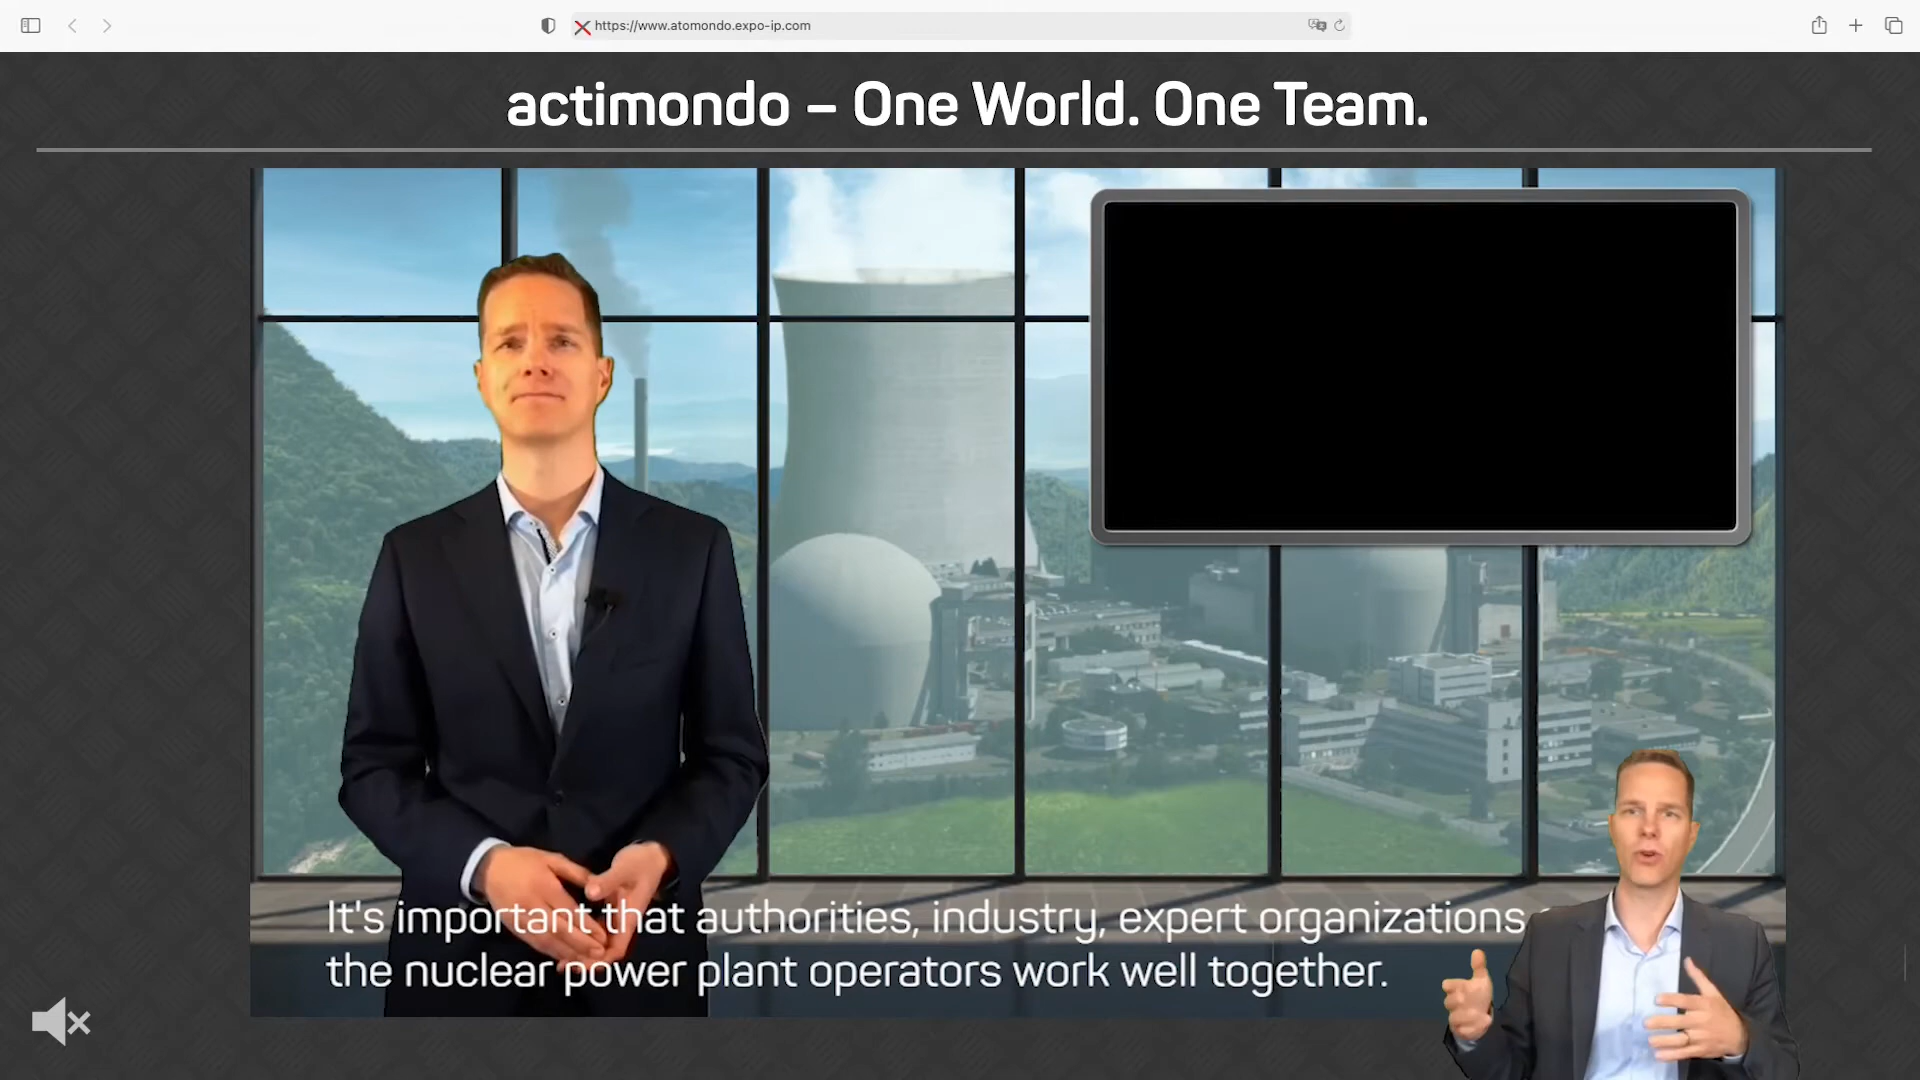 https://www.atomondo.expo-ip.com
actimondo – One World. One Team.
It's important that authorities, industry, expert organizations
the nuclear power plant operators work well together.